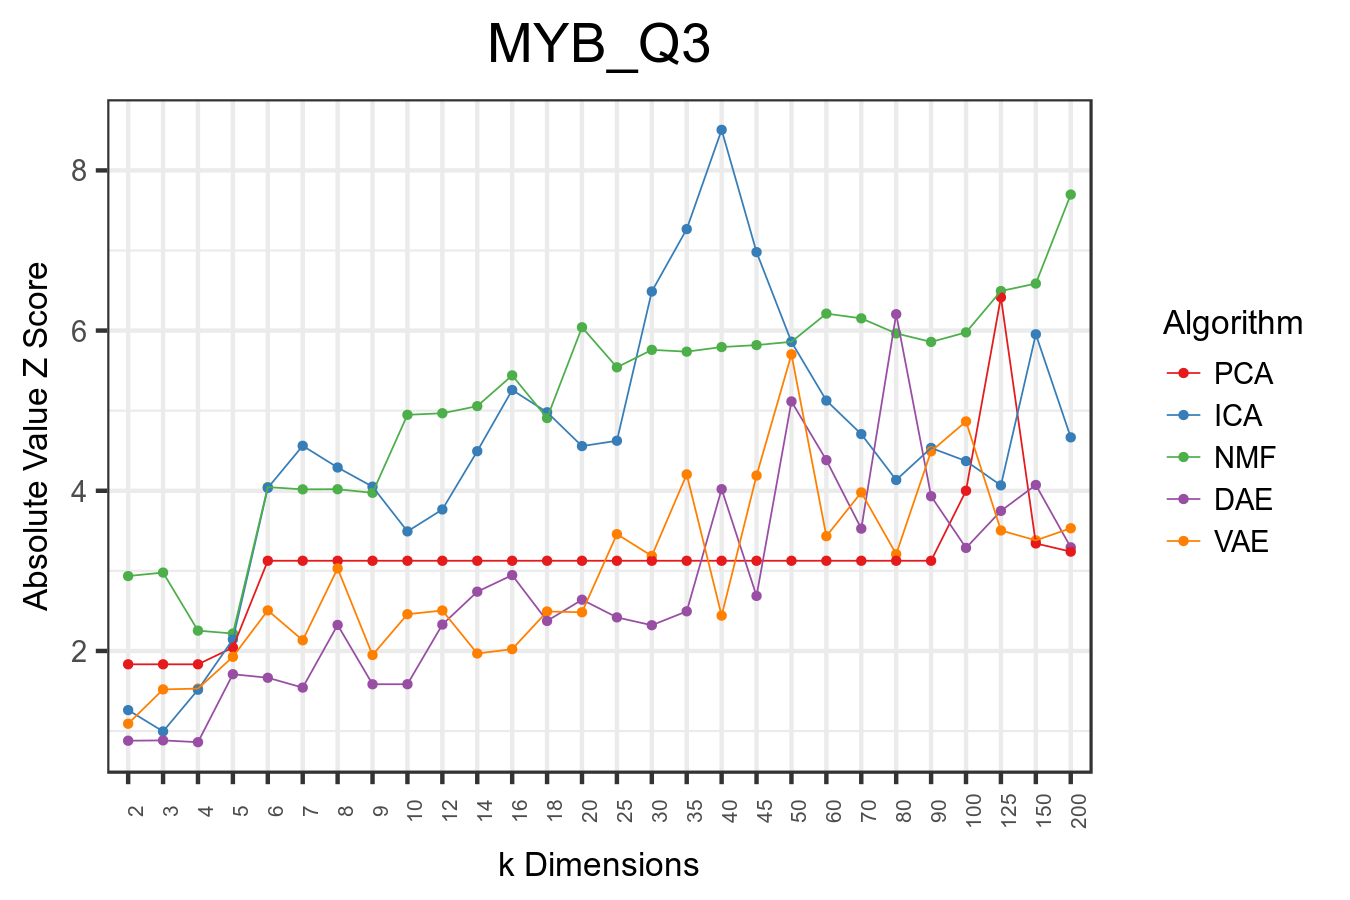 MYB_Q3
Absolute Value Z Score
8
6
4
2
2 3 4 5 6 7 8 9 10 12 14 16 18 20 25 30 35 40 45 50 60 70 80 90 100 125 150 200
k Dimensions
Algorithm
PCA
ICA
NMF
DAE
VAE